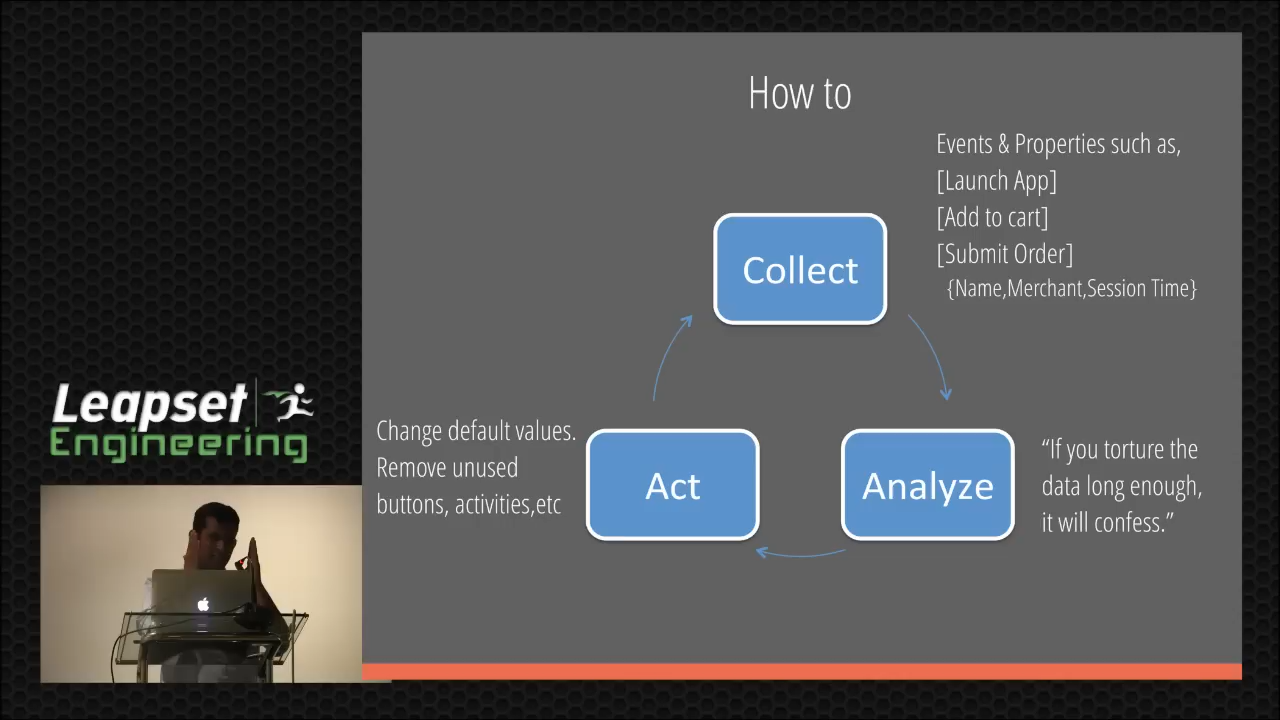 How to
Events & Properties such as,
[Launch App]
[Add to cart]
[Submit Order]
{Name,Merchant,Session Time}
Collect
Leapset
Engineering
Change default values.
Remove unused
buttons, activities,etc
Act
Analyze
“If you torture the
data long enough,
it will confess.”